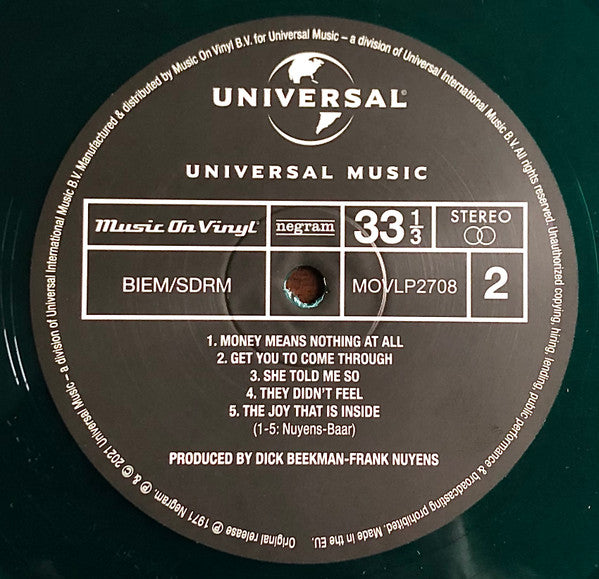 UNIVERSAL
UNIVERSAL MUSIC
Music On Vinyl
negram
33 1/3
STEREO
BIEM/SDRM
MOVLP2708
2
1. MONEY MEANS NOTHING AT ALL
2. GET YOU TO COME THROUGH
3. SHE TOLD ME SO
4. THEY DIDN'T FEEL
5. THE JOY THAT IS INSIDE
(1-5: Nuyens-Baar)
PRODUCED BY DICK BEEKMAN-FRANK NUYENS
Original release ℗ 1971 Negram. ℗ & © 2021 Universal Music – a division of Universal International Music B.V. Manufactured & distributed by Music On Vinyl B.V. for Universal Music – a division of Universal International Music B.V. All rights reserved. Unauthorized copying, hiring, lending, public performance & broadcasting prohibited. Made in the EU.